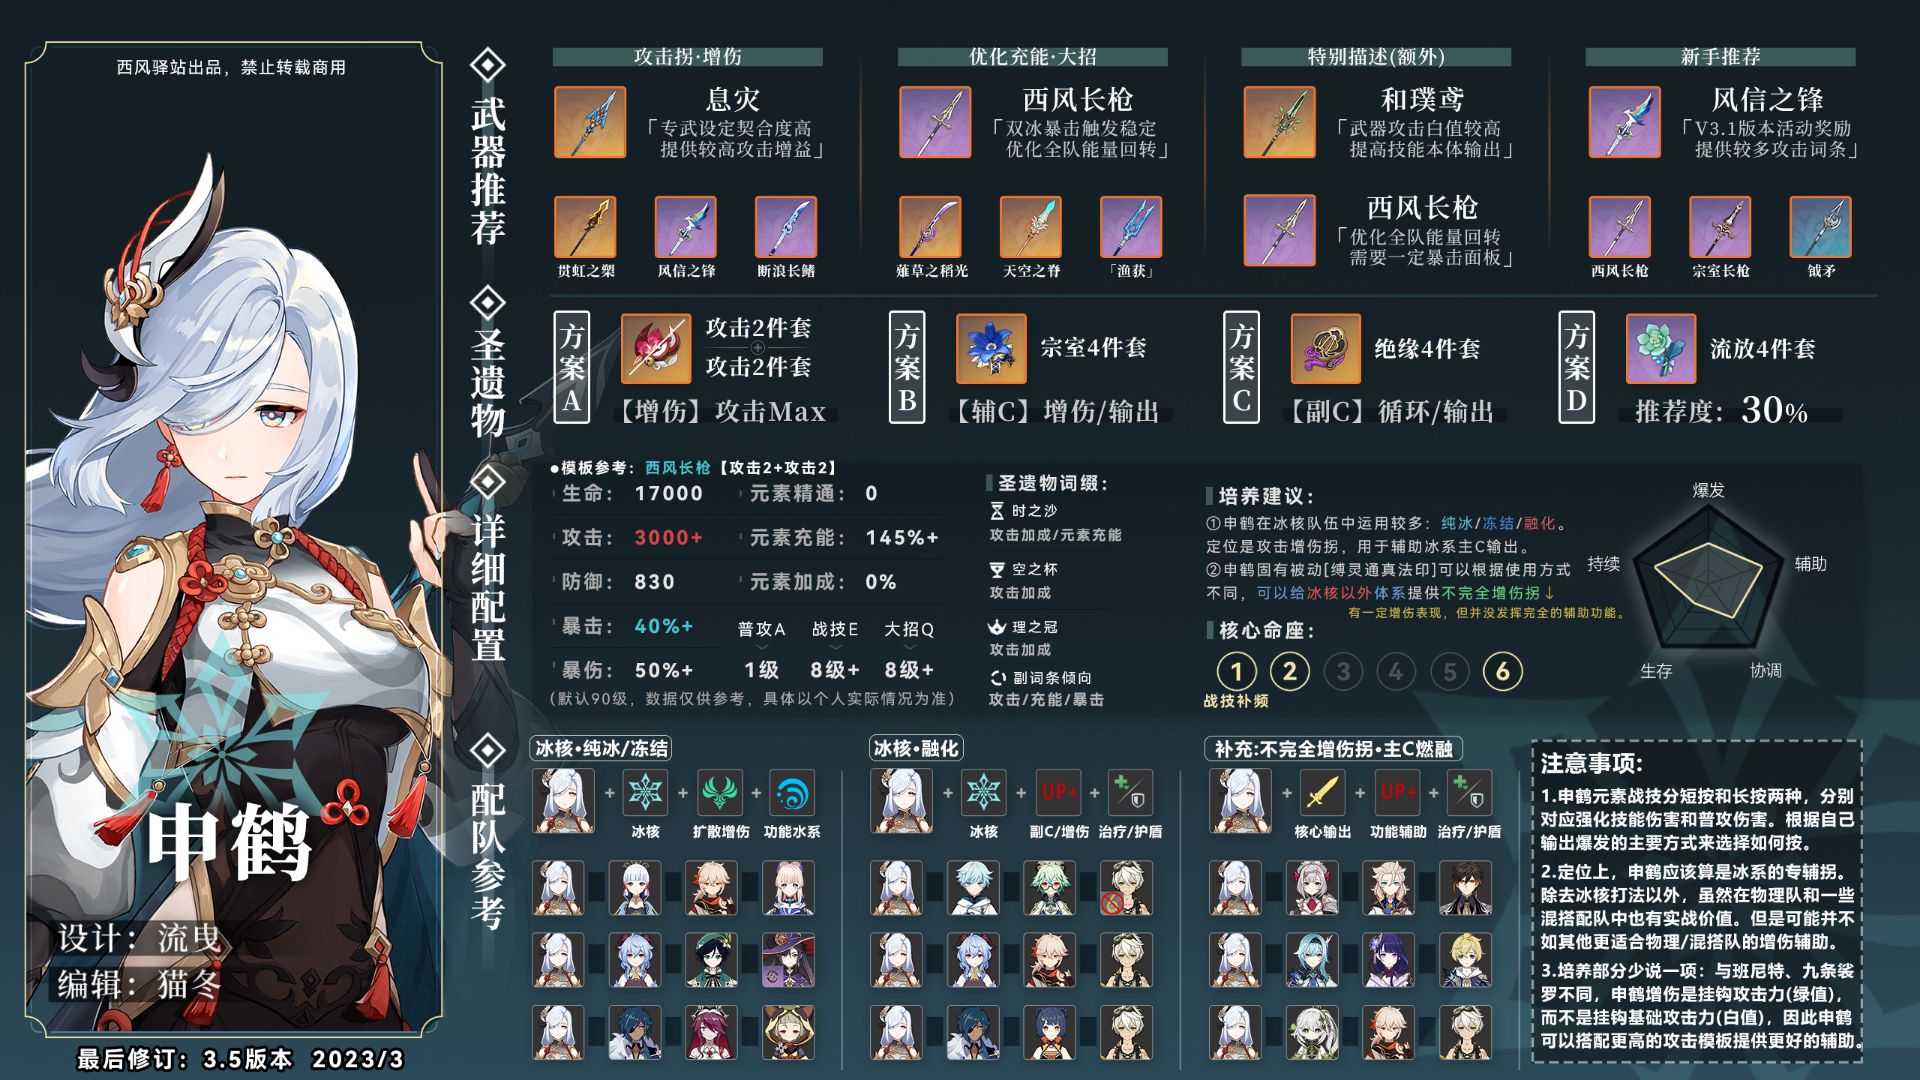 西风驿站出品，禁止转载商用
申鹤
设计：流曳
编辑：猫冬
最后修订：3.5版本 2023/3
武器推荐
攻击拐·增伤
息灾
「专武设定契合度高
提供较高攻击增益」
贯虹之槊
风信之锋
断浪长鳍
优化充能·大招
西风长枪
「双冰暴击触发稳定
优化全队能量回转」
薙草之稻光
天空之脊
「渔获」
特别描述(额外)
和璞鸢
「武器攻击白值较高
提高技能本体输出」
西风长枪
「优化全队能量回转
需要一定暴击面板」
新手推荐
风信之锋
「V3.1版本活动奖励
提供较多攻击词条」
西风长枪
宗室长枪
钺矛
圣遗物
方案A
攻击2件套
+
攻击2件套
【增伤】攻击Max
方案B
宗室4件套
【辅C】增伤/输出
方案C
绝缘4件套
【副C】循环/输出
方案D
流放4件套
推荐度：30%
详细配置
●模板参考：西风长枪【攻击2+攻击2】
生命：17000 元素精通：0
攻击：3000+ 元素充能：145%+
防御：830 元素加成：0%
暴击：40%+ 普攻A 战技E 大招Q
暴伤：50%+ 1级 8级+ 8级+
(默认90级，数据仅供参考，具体以个人实际情况为准)
圣遗物词缀：
时之沙
攻击加成/元素充能
空之杯
攻击加成
理之冠
攻击加成
副词条倾向
攻击/充能/暴击
培养建议：
①申鹤在冰核队伍中运用较多：纯冰/冻结/融化。
定位是攻击增伤拐，用于辅助冰系主C输出。
②申鹤固有被动[缚灵通真法印]可以根据使用方式
不同，可以给冰核以外体系提供不完全增伤拐↓
有一定增伤表现，但并没发挥完全的辅助功能。
核心命座：
1 2 3 4 5 6
战技补频
爆发
辅助
协调
生存
持续
配队参考
冰核·纯冰/冻结
+ + +
冰核 扩散增伤 功能水系
冰核·融化
+ + UP+ +
冰核 副C/增伤 治疗/护盾
补充:不完全增伤拐·主C燃融
+ + UP+ +
核心输出 功能辅助 治疗/护盾
注意事项:
1.申鹤元素战技分短按和长按两种，分别
对应强化技能伤害和普攻伤害。根据自己
输出爆发的主要方式来选择如何按。
2.定位上，申鹤应该算是冰系的专辅拐。
除去冰核打法以外，虽然在物理队和一些
混搭配队中也有实战价值。但是可能并不
如其他更适合物理/混搭队的增伤辅助。
3.培养部分少说一项：与班尼特、九条裟
罗不同，申鹤增伤是挂钩攻击力(绿值)，
而不是挂钩基础攻击力(白值)，因此申鹤
可以搭配更高的攻击模板提供更好的辅助。